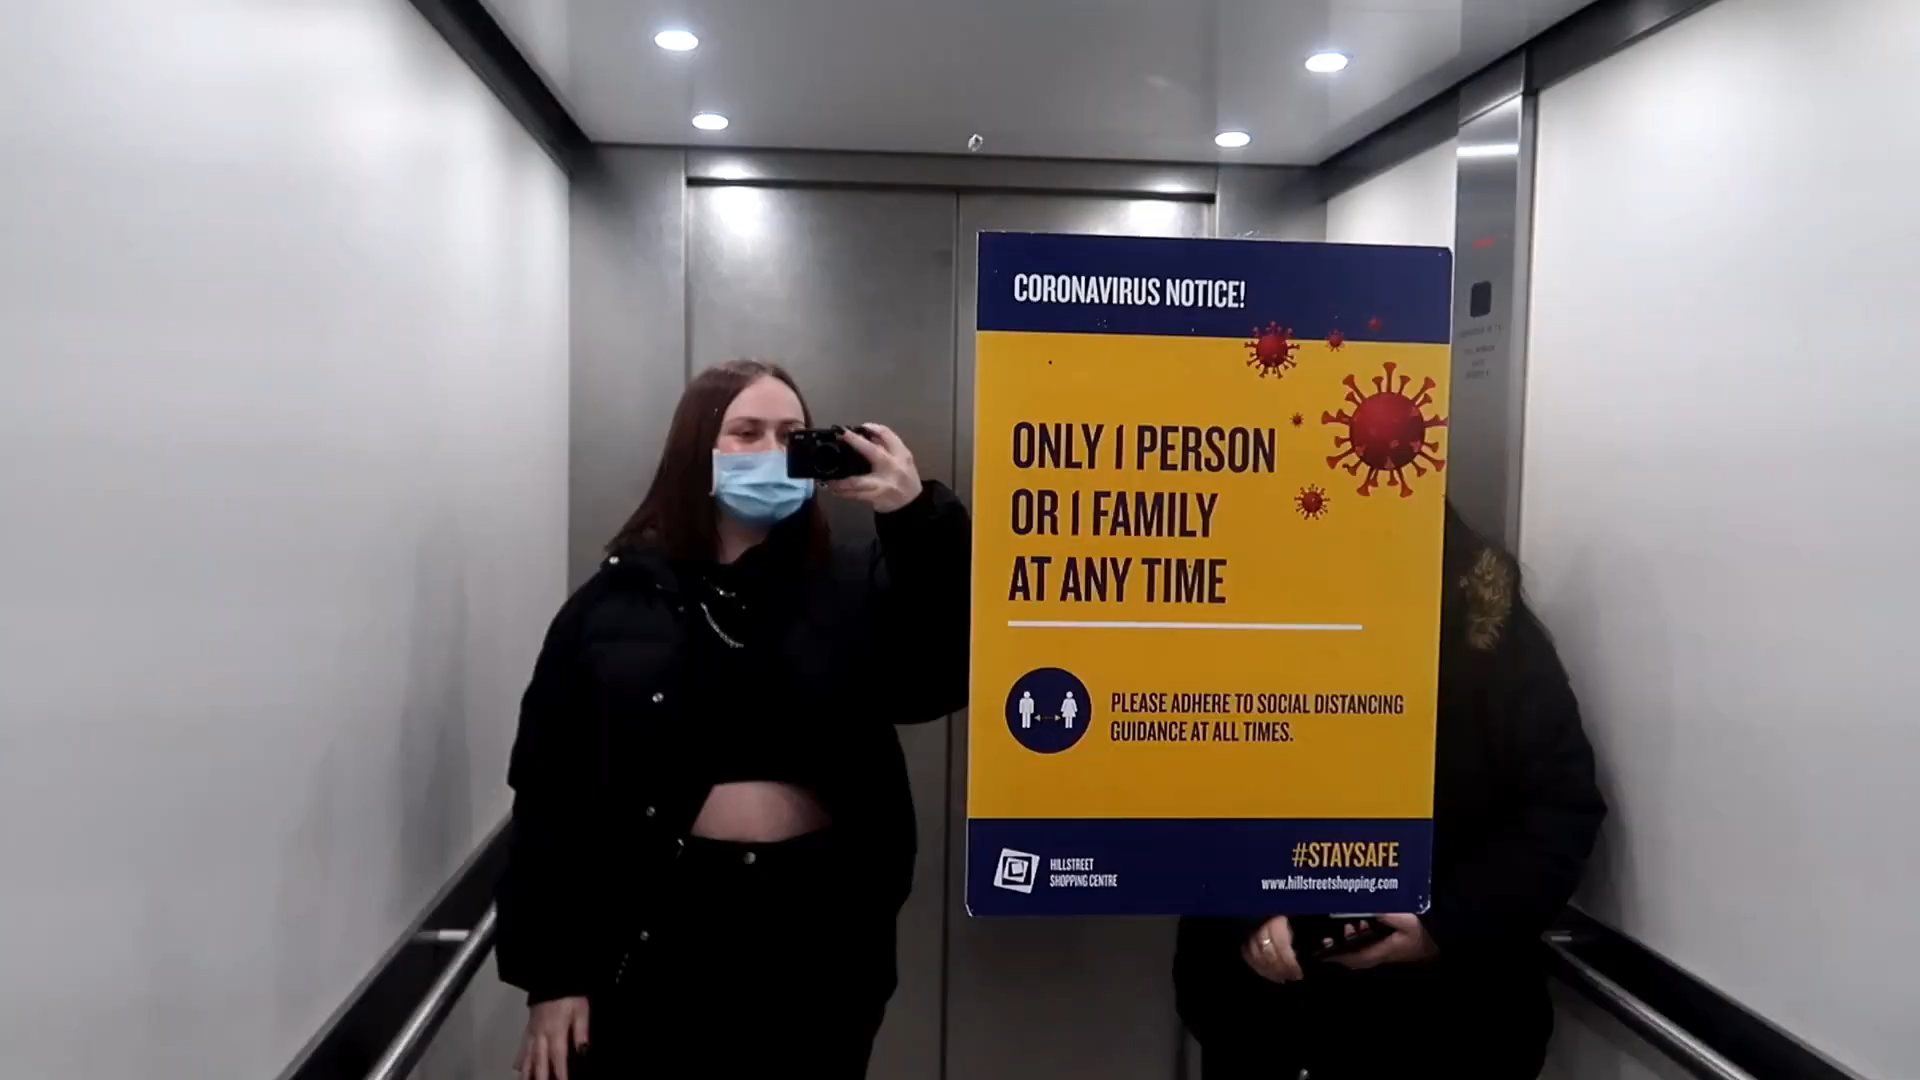 CORONAVIRUS NOTICE!
ONLY 1 PERSON
OR 1 FAMILY
AT ANY TIME
PLEASE ADHERE TO SOCIAL DISTANCING
GUIDANCE AT ALL TIMES.
HILLSTREET
SHOPPING CENTRE
#STAYSAFE
www.hillstreetshopping.com